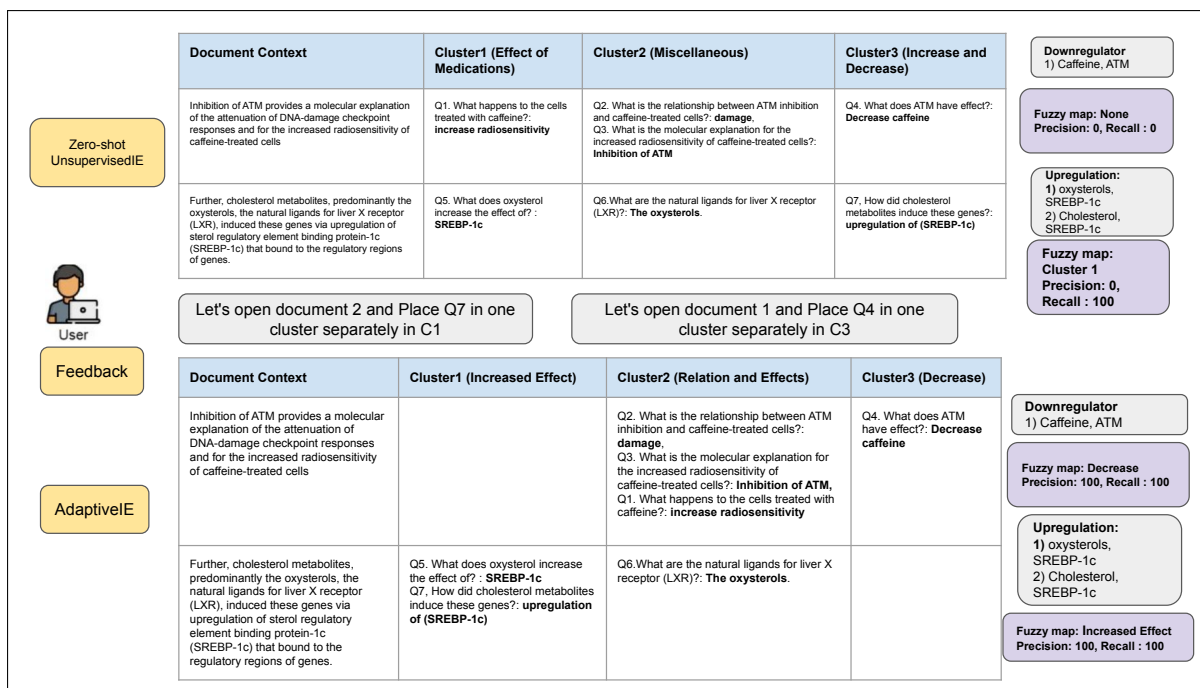 Document Context
Cluster1 (Effect of
Medications)
Cluster2 (Miscellaneous)
Cluster3 (Increase and
Decrease)
Inhibition of ATM provides a molecular explanation
of the attenuation of DNA-damage checkpoint
responses and for the increased radiosensitivity of
caffeine-treated cells
Q1. What happens to the cells
treated with caffeine?:
increase radiosensitivity
Q2. What is the relationship between ATM inhibition
and caffeine-treated cells?: damage,
Q3. What is the molecular explanation for the
increased radiosensitivity of caffeine-treated cells?:
Inhibition of ATM
Q4. What does ATM have effect?:
Decrease caffeine
Further, cholesterol metabolites, predominantly the
oxysterols, the natural ligands for liver X receptor
(LXR), induced these genes via upregulation of
sterol regulatory element binding protein-1c
(SREBP-1c) that bound to the regulatory regions
of genes.
Q5. What does oxysterol
increase the effect of? :
SREBP-1c
Q6.What are the natural ligands for liver X receptor
(LXR)?: The oxysterols.
Q7, How did cholesterol
metabolites induce these genes?:
upregulation of (SREBP-1c)
Zero-shot
UnsupervisedIE
Downregulator
1) Caffeine, ATM
Fuzzy map: None
Precision: 0, Recall : 0
Upregulation:
1) oxysterols,
SREBP-1c
2) Cholesterol,
SREBP-1c
Fuzzy map:
Cluster 1
Precision: 0,
Recall : 100
User
Let's open document 2 and Place Q7 in one
cluster separately in C1
Let's open document 1 and Place Q4 in one
cluster separately in C3
Feedback
AdaptiveIE
Document Context
Cluster1 (Increased Effect)
Cluster2 (Relation and Effects)
Cluster3 (Decrease)
Inhibition of ATM provides a molecular
explanation of the attenuation of
DNA-damage checkpoint responses
and for the increased radiosensitivity
of caffeine-treated cells
Q2. What is the relationship between ATM
inhibition and caffeine-treated cells?:
damage,
Q3. What is the molecular explanation for
the increased radiosensitivity of
caffeine-treated cells?: Inhibition of ATM,
Q1. What happens to the cells treated with
caffeine?: increase radiosensitivity
Q4. What does ATM
have effect?: Decrease
caffeine
Further, cholesterol metabolites,
predominantly the oxysterols, the
natural ligands for liver X receptor
(LXR), induced these genes via
upregulation of sterol regulatory
element binding protein-1c
(SREBP-1c) that bound to the
regulatory regions of genes.
Q5. What does oxysterol increase
the effect of? : SREBP-1c
Q7, How did cholesterol metabolites
induce these genes?: upregulation
of (SREBP-1c)
Q6.What are the natural ligands for liver X
receptor (LXR)?: The oxysterols.
Downregulator
1) Caffeine, ATM
Fuzzy map: Decrease
Precision: 100, Recall : 100
Upregulation:
1) oxysterols,
SREBP-1c
2) Cholesterol,
SREBP-1c
Fuzzy map: Increased Effect
Precision: 100, Recall : 100